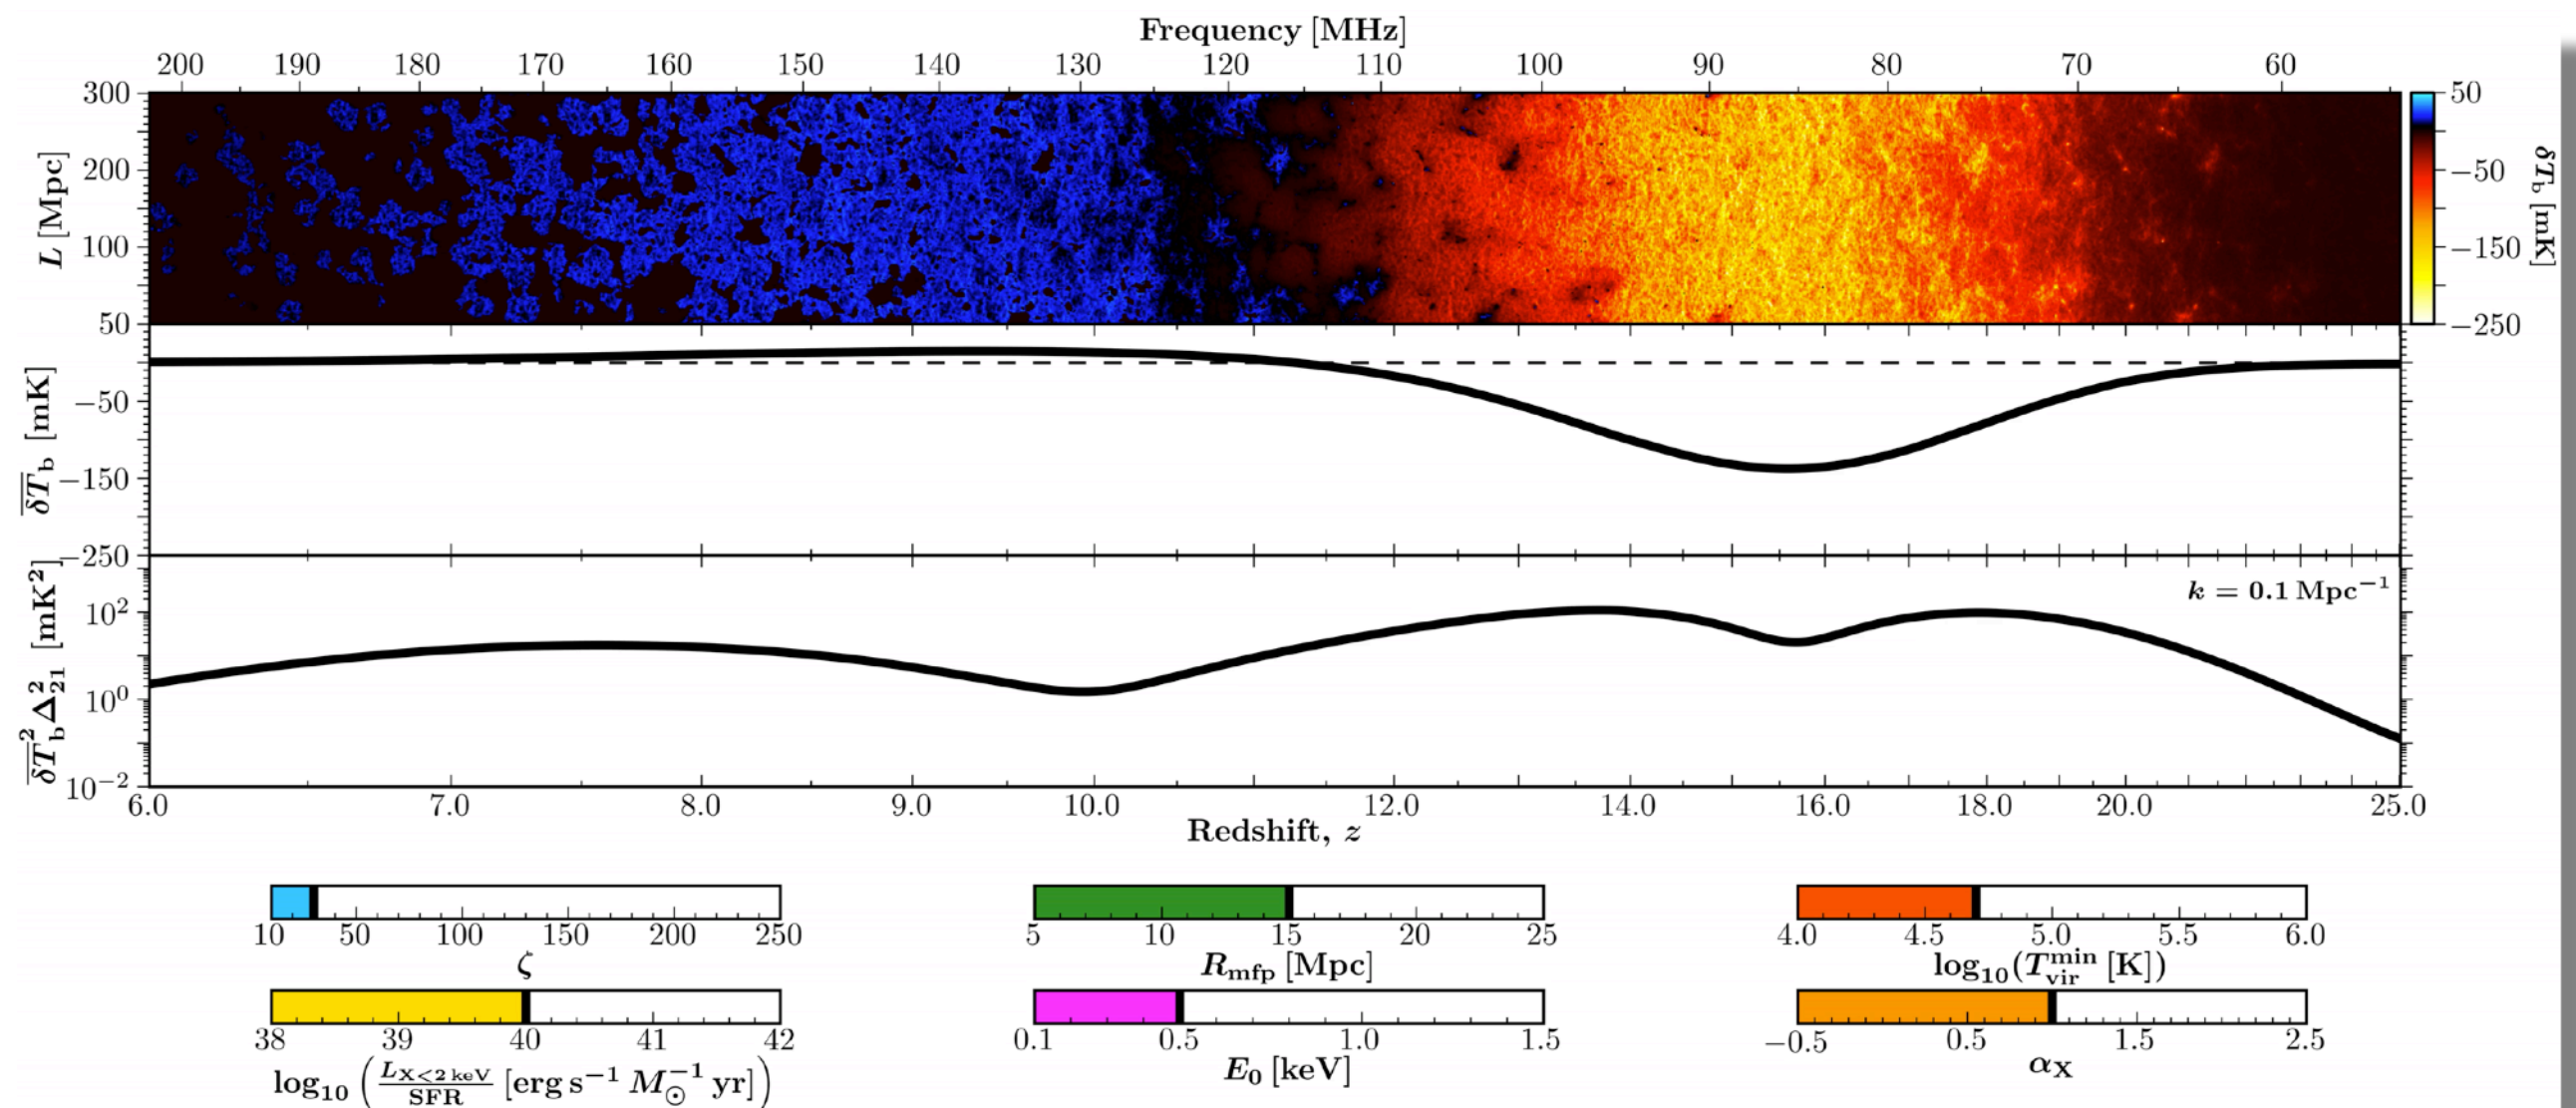 Frequency [MHz]
200 190 180 170 160 150 140 130 120 110 100 90 80 70 60
300
200
100
50
L [Mpc]
50
−50
−150
−250
δT_b [mK]
−50
−150
−250
\overline{δT}_b [mK]
k = 0.1 Mpc⁻¹
10²
10⁰
10⁻²
\overline{δT}_b² Δ²₂₁ [mK²]
6.0 7.0 8.0 9.0 10.0 12.0 14.0 16.0 18.0 20.0 25.0
Redshift, z
10 50 100 150 200 250
ζ
5 10 15 20 25
R_mfp [Mpc]
4.0 4.5 5.0 5.5 6.0
log₁₀(T_vir^min [K])
38 39 40 41 42
log₁₀ (L_X<2 keV/SFR [erg s⁻¹ M_⊙⁻¹ yr])
0.1 0.5 1.0 1.5
E₀ [keV]
−0.5 0.5 1.5 2.5
α_X